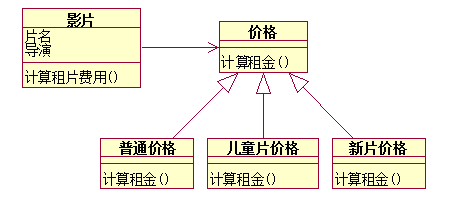 影片
片名
导演
计算租片费用()
价格
计算租金()
普通价格
计算租金()
儿童片价格
计算租金()
新片价格
计算租金()